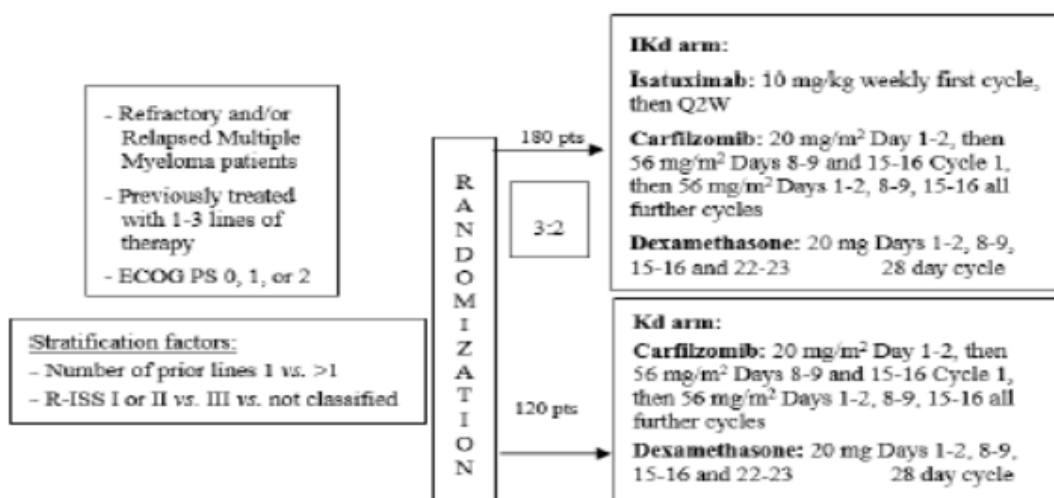 - Refractory and/or
Relapsed Multiple
Myeloma patients
- Previously treated
with 1-3 lines of
therapy
- ECOG PS 0, 1, or 2
Stratification factors:
- Number of prior lines 1 vs. >1
- R-ISS I or II vs. III vs. not classified
R
A
N
D
O
M
I
Z
A
T
I
O
N
180 pts
3:2
120 pts
IKd arm:
Isatuximab: 10 mg/kg weekly first cycle,
then Q2W
Carfilzomib: 20 mg/m² Day 1-2, then
56 mg/m² Days 8-9 and 15-16 Cycle 1,
then 56 mg/m² Days 1-2, 8-9, 15-16 all
further cycles
Dexamethasone: 20 mg Days 1-2, 8-9,
15-16 and 22-23 28 day cycle
Kd arm:
Carfilzomib: 20 mg/m² Day 1-2, then
56 mg/m² Days 8-9 and 15-16 Cycle 1,
then 56 mg/m² Days 1-2, 8-9, 15-16 all
further cycles
Dexamethasone: 20 mg Days 1-2, 8-9,
15-16 and 22-23 28 day cycle